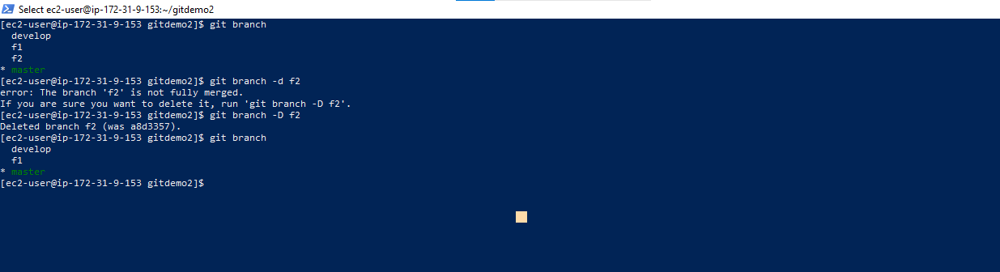 Select ec2-user@ip-172-31-9-153:~/gitdemo2
[ec2-user@ip-172-31-9-153 gitdemo2]$ git branch
  develop
  f1
  f2
* master
[ec2-user@ip-172-31-9-153 gitdemo2]$ git branch -d f2
error: The branch 'f2' is not fully merged.
If you are sure you want to delete it, run 'git branch -D f2'.
[ec2-user@ip-172-31-9-153 gitdemo2]$ git branch -D f2
Deleted branch f2 (was a8d3357).
[ec2-user@ip-172-31-9-153 gitdemo2]$ git branch
  develop
  f1
* master
[ec2-user@ip-172-31-9-153 gitdemo2]$